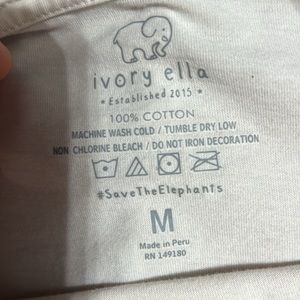 ivory ella
• Established 2015 •
100% COTTON
MACHINE WASH COLD / TUMBLE DRY LOW
NON CHLORINE BLEACH / DO NOT IRON DECORATION
#SaveTheElephants
M
Made in Peru
RN 149180